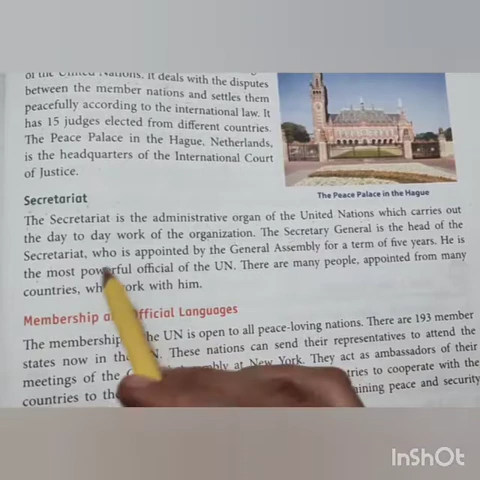 of the United Nations. It deals with the disputes
between the member nations and settles them
peacefully according to the international law. It
has 15 judges elected from different countries.
The Peace Palace in the Hague, Netherlands,
is the headquarters of the International Court
of Justice.
The Peace Palace in the Hague
Secretariat
The Secretariat is the administrative organ of the United Nations which carries out
the day to day work of the organization. The Secretary General is the head of the
Secretariat, who is appointed by the General Assembly for a term of five years. He is
the most powerful official of the UN. There are many people, appointed from many
countries, who work with him.
Membership and Official Languages
The membership the UN is open to all peace-loving nations. There are 193 member
states now in the UN. These nations can send their representatives to attend the
meetings of the at New York. They act as ambassadors of their
countries to the to cooperate with the
peace and security
InShOt